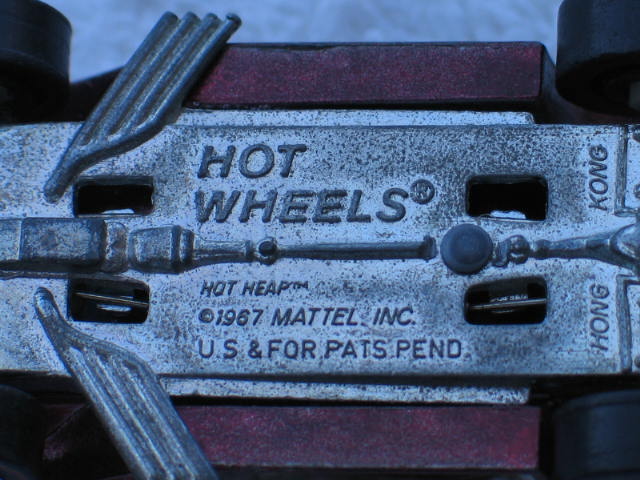 HOT
WHEELS®
HOT HEAP™
©1967 MATTEL, INC.
U.S. & FOR. PATS. PEND.
HONG KONG